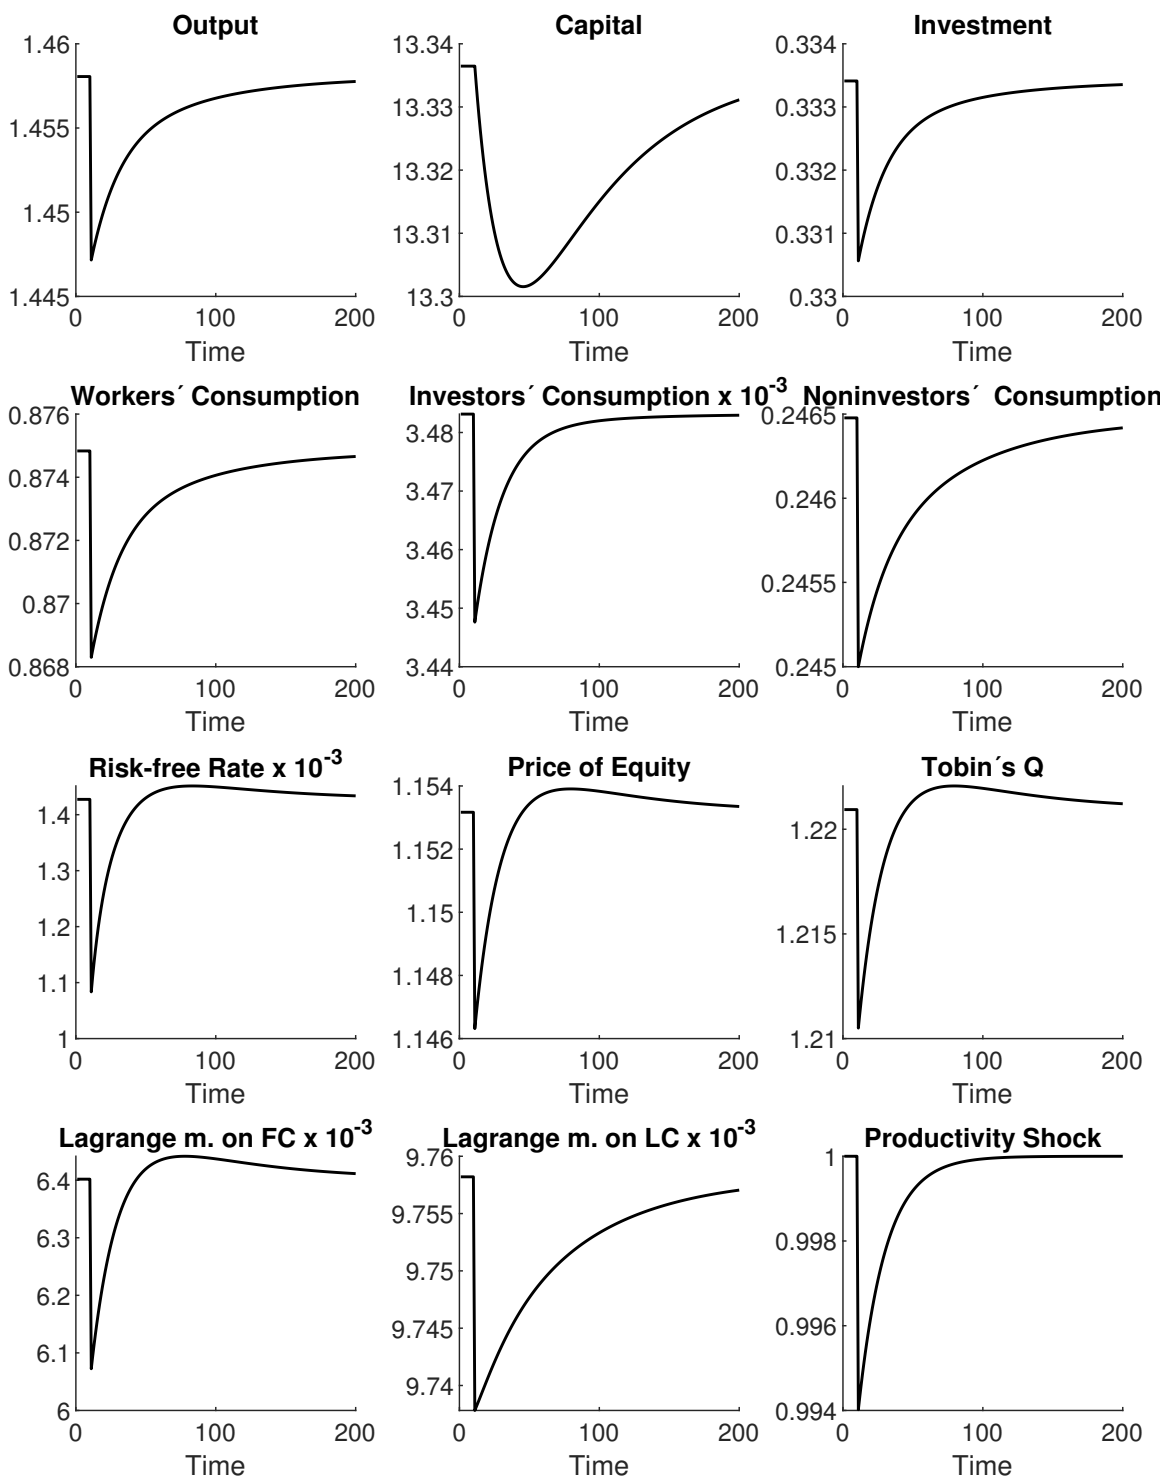 Output
1.46
1.455
1.45
1.445
0 100 200
Time
Capital
13.34
13.33
13.32
13.31
13.3
0 100 200
Time
Investment
0.334
0.333
0.332
0.331
0.33
0 100 200
Time
Workers´ Consumption
0.876
0.874
0.872
0.87
0.868
0 100 200
Time
Investors´ Consumption x 10^-3
3.48
3.47
3.46
3.45
3.44
0 100 200
Time
Noninvestors´ Consumption
0.2465
0.246
0.2455
0.245
0 100 200
Time
Risk-free Rate x 10^-3
1.4
1.3
1.2
1.1
1
0 100 200
Time
Price of Equity
1.154
1.152
1.15
1.148
1.146
0 100 200
Time
Tobin´s Q
1.22
1.215
1.21
0 100 200
Time
Lagrange m. on FC x 10^-3
6.4
6.3
6.2
6.1
6
0 100 200
Time
Lagrange m. on LC x 10^-3
9.76
9.755
9.75
9.745
9.74
0 100 200
Time
Productivity Shock
1
0.998
0.996
0.994
0 100 200
Time